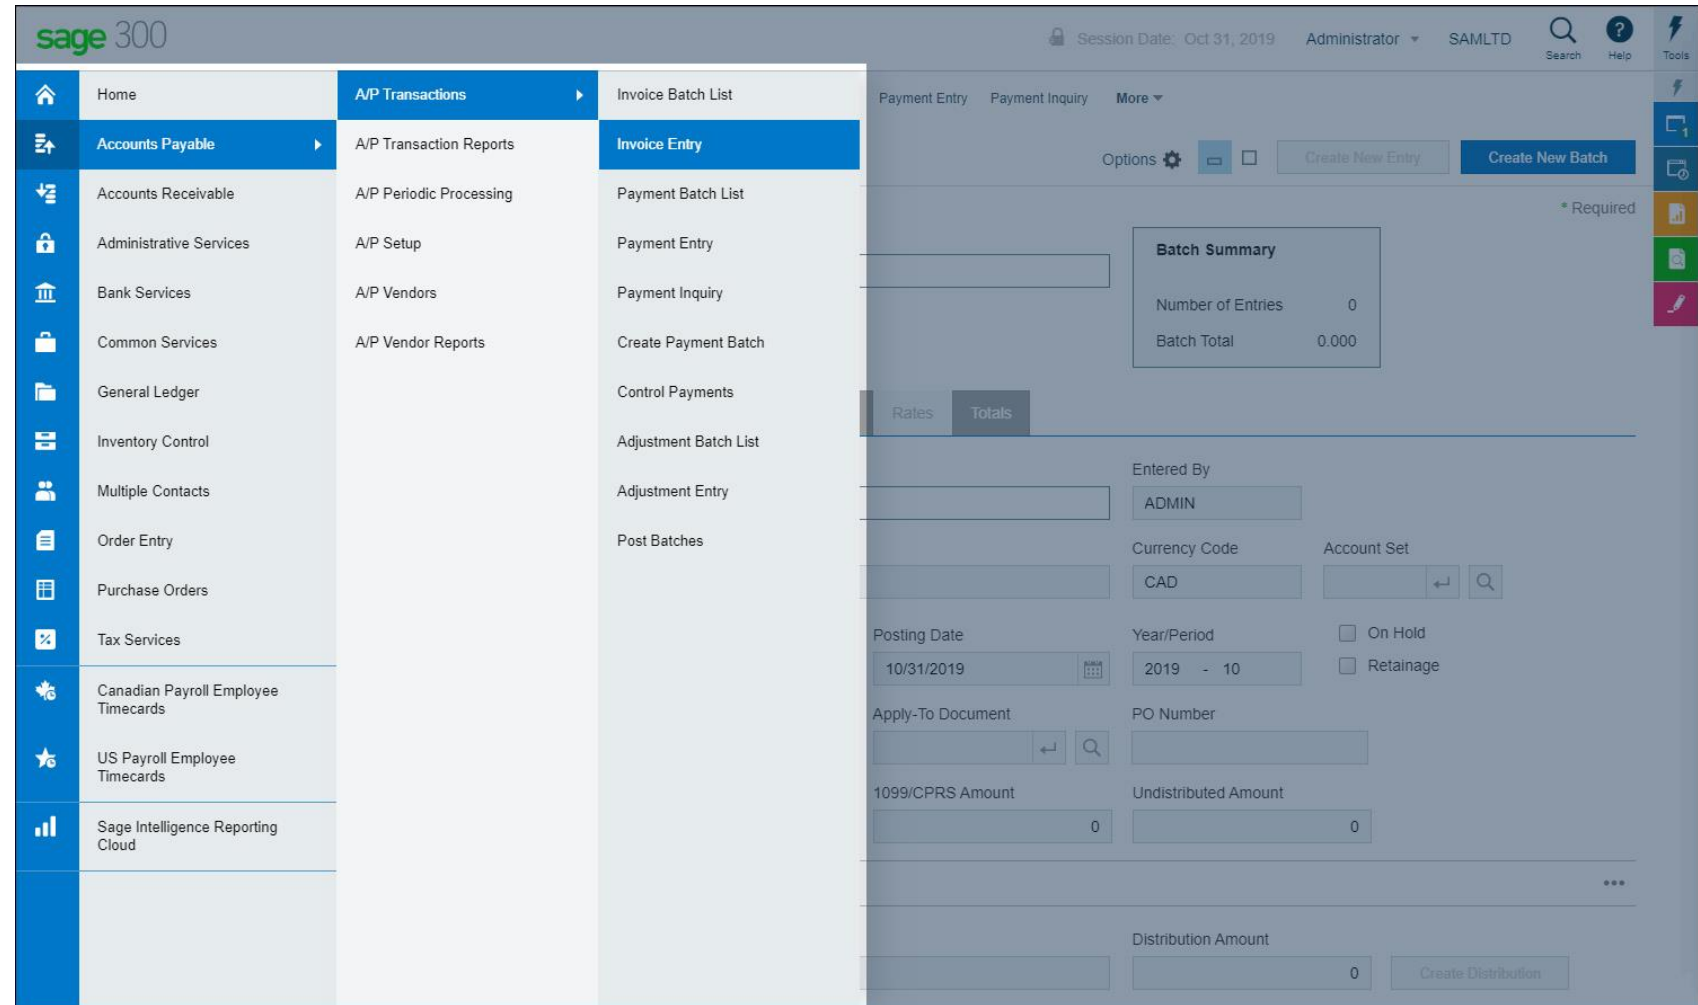 sage 300
Session Date: Oct 31, 2019
Administrator
SAMLTD
Search
Help
Tools
Home
Accounts Payable
Accounts Receivable
Administrative Services
Bank Services
Common Services
General Ledger
Inventory Control
Multiple Contacts
Order Entry
Purchase Orders
Tax Services
Canadian Payroll Employee
Timecards
US Payroll Employee
Timecards
Sage Intelligence Reporting
Cloud
A/P Transactions
A/P Transaction Reports
A/P Periodic Processing
A/P Setup
A/P Vendors
A/P Vendor Reports
Invoice Batch List
Invoice Entry
Payment Batch List
Payment Entry
Payment Inquiry
Create Payment Batch
Control Payments
Adjustment Batch List
Adjustment Entry
Post Batches
Payment Entry
Payment Inquiry
More
Options
Create New Entry
Create New Batch
1
* Required
Batch Summary
Number of Entries 0
Batch Total 0.000
Rates
Totals
Entered By
ADMIN
Currency Code
Account Set
CAD
Posting Date
Year/Period
On Hold
10/31/2019
2019 - 10
Retainage
Apply-To Document
PO Number
1099/CPRS Amount
Undistributed Amount
0
0
•••
Distribution Amount
0
Create Distribution